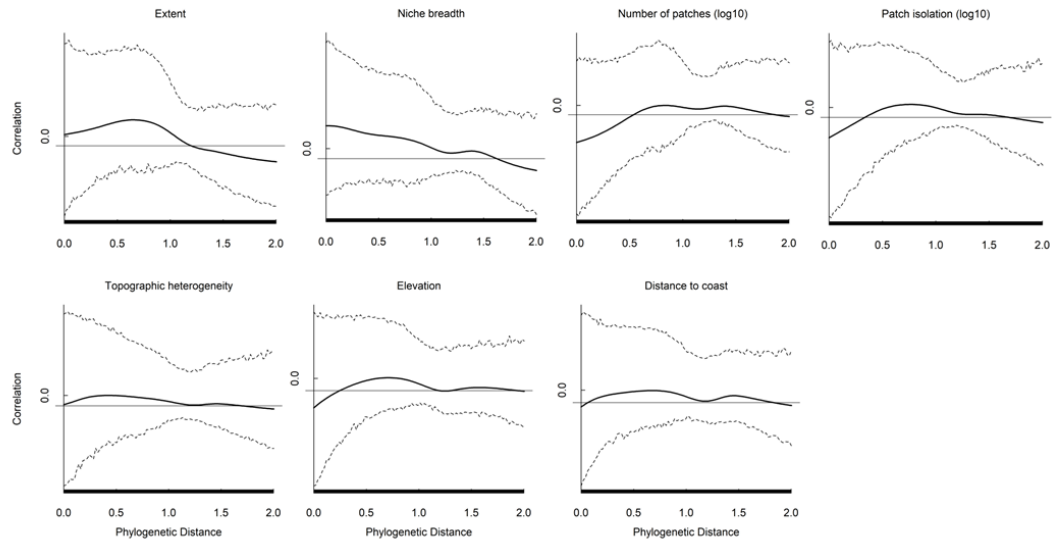 Extent
Niche breadth
Number of patches (log10)
Patch isolation (log10)
Correlation
0.0
0.0
0.0
0.0
0.0 0.5 1.0 1.5 2.0
0.0 0.5 1.0 1.5 2.0
0.0 0.5 1.0 1.5 2.0
0.0 0.5 1.0 1.5 2.0
Topographic heterogeneity
Elevation
Distance to coast
Correlation
0.0
0.0
0.0
0.0 0.5 1.0 1.5 2.0
0.0 0.5 1.0 1.5 2.0
0.0 0.5 1.0 1.5 2.0
Phylogenetic Distance
Phylogenetic Distance
Phylogenetic Distance